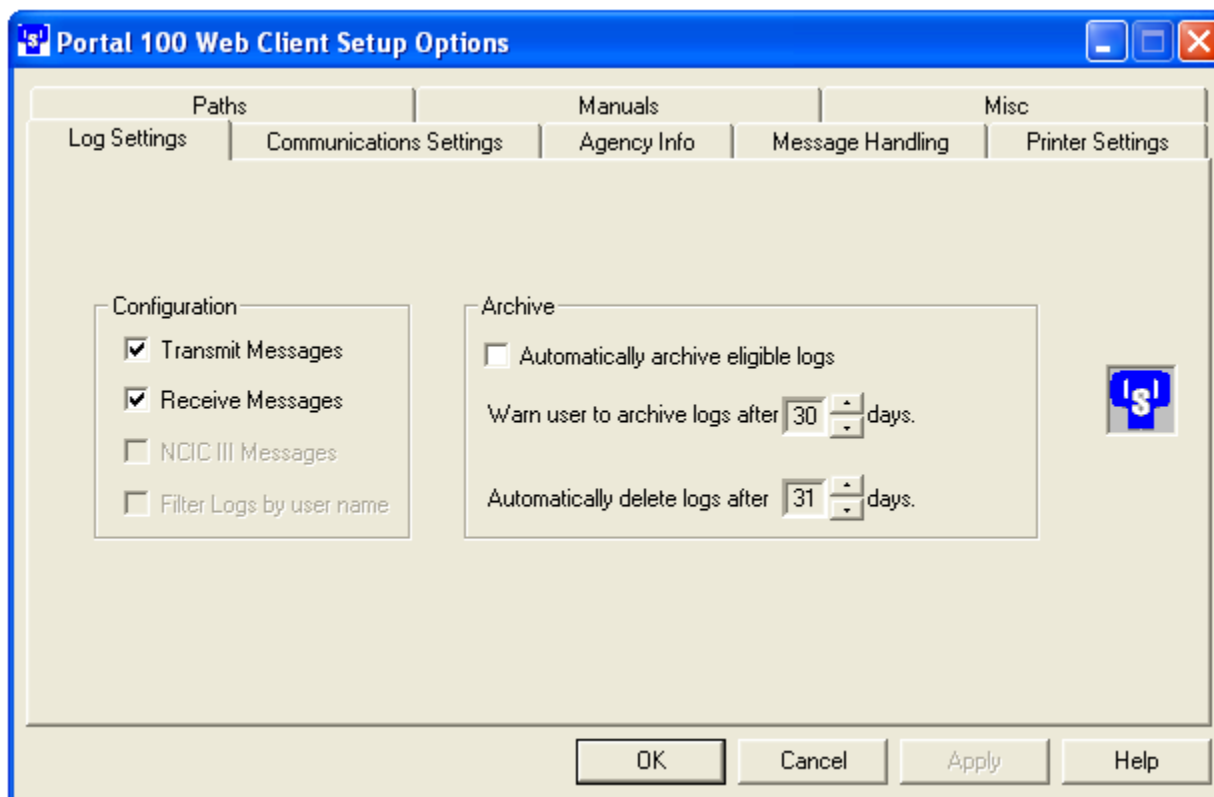 Portal 100 Web Client Setup Options
Paths Manuals Misc
Log Settings Communications Settings Agency Info Message Handling Printer Settings
Configuration
Transmit Messages
Receive Messages
NCIC III Messages
Filter Logs by user name
Archive
Automatically archive eligible logs
Warn user to archive logs after 30 days.
Automatically delete logs after 31 days.
OK Cancel Apply Help